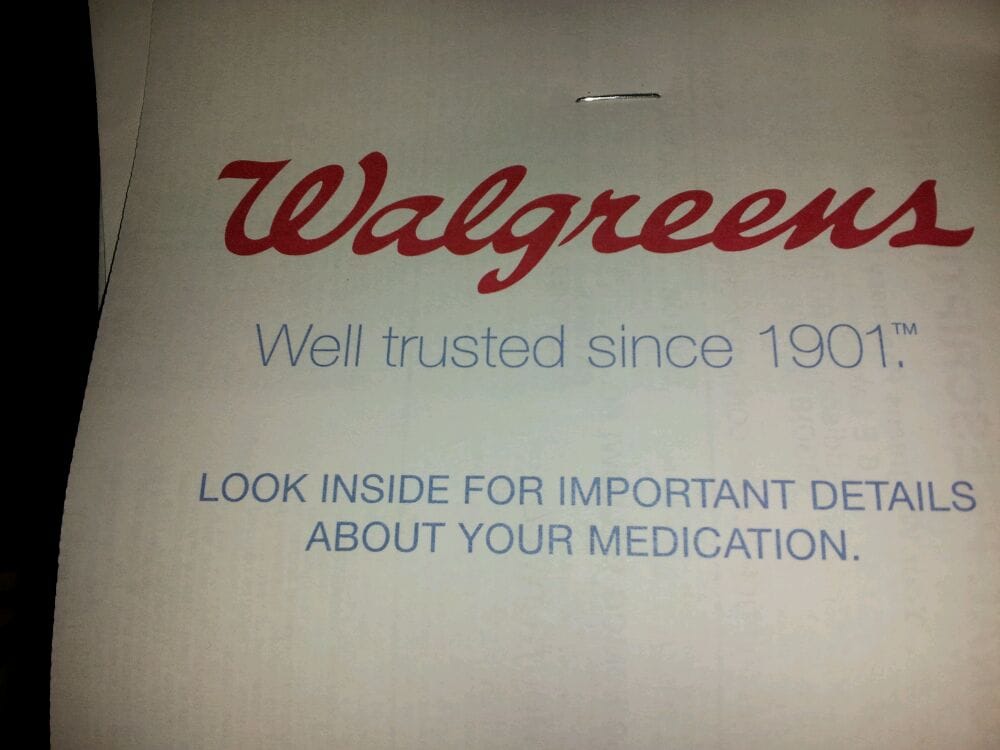 Walgreens
Well trusted since 1901.™
LOOK INSIDE FOR IMPORTANT DETAILS
ABOUT YOUR MEDICATION.